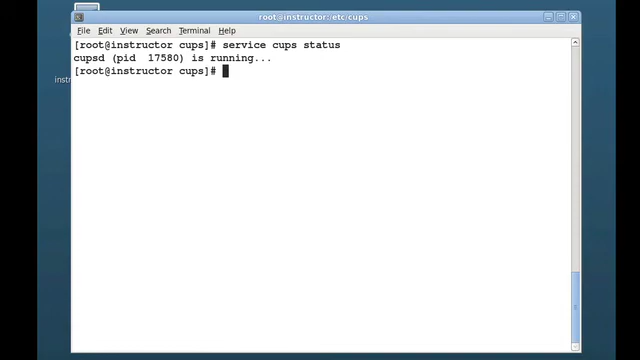 root@instructor:/etc/cups
File Edit View Search Terminal Help
[root@instructor cups]# service cups status
cupsd (pid  17580) is running...
[root@instructor cups]#
instr